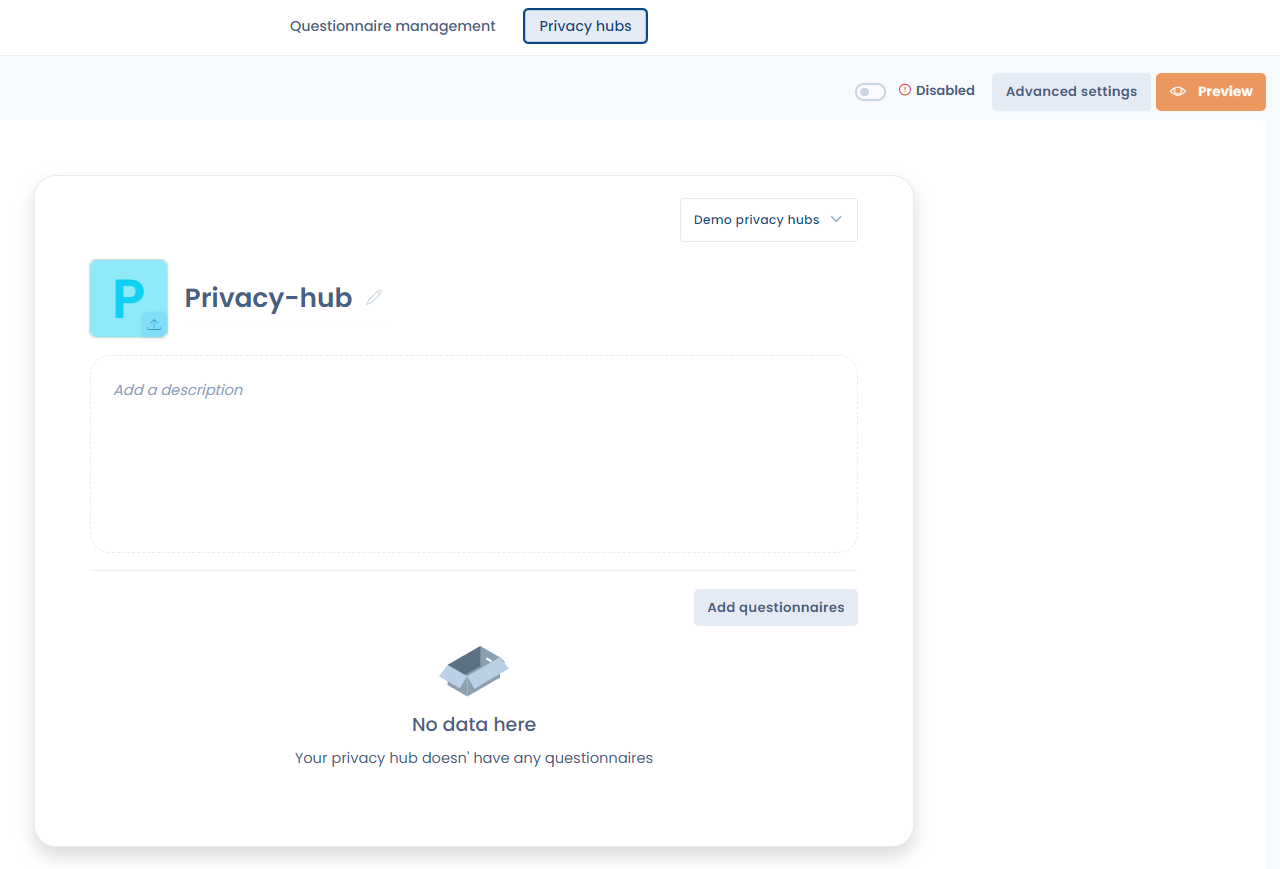 Questionnaire management
Privacy hubs
Disabled
Advanced settings
Preview
Demo privacy hubs
P
Privacy-hub
Add a description
Add questionnaires
No data here
Your privacy hub doesn' have any questionnaires